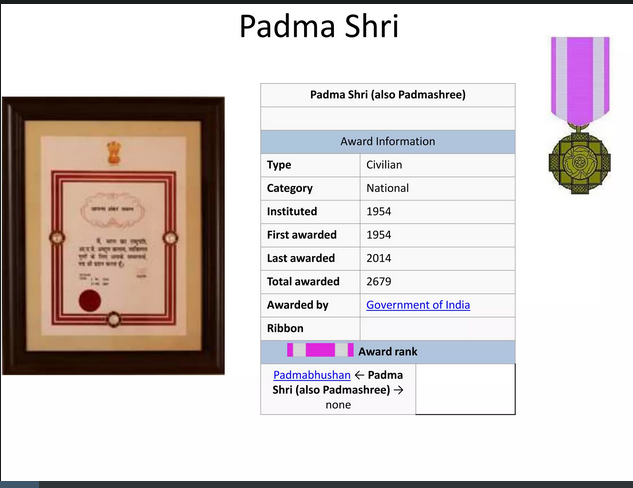 Padma Shri
Padma Shri (also Padmashree)
Award Information
Type Civilian
Category National
Instituted 1954
First awarded 1954
Last awarded 2014
Total awarded 2679
Awarded by Government of India
Ribbon
Award rank
Padmabhushan ← Padma
Shri (also Padmashree) →
none